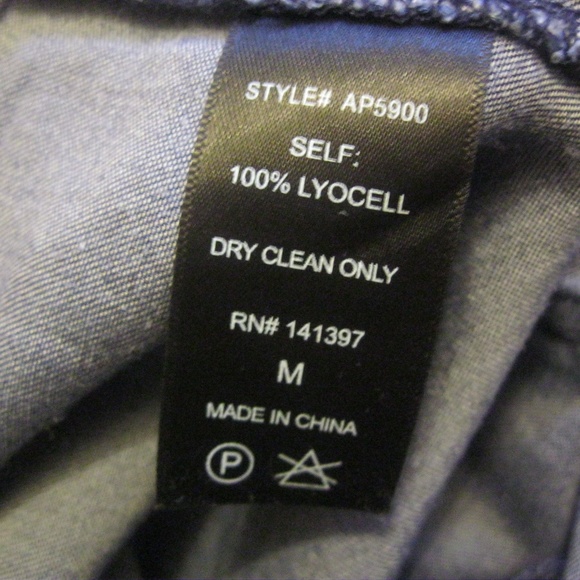 STYLE# AP5900
SELF:
100% LYOCELL
DRY CLEAN ONLY
RN# 141397
M
MADE IN CHINA
P